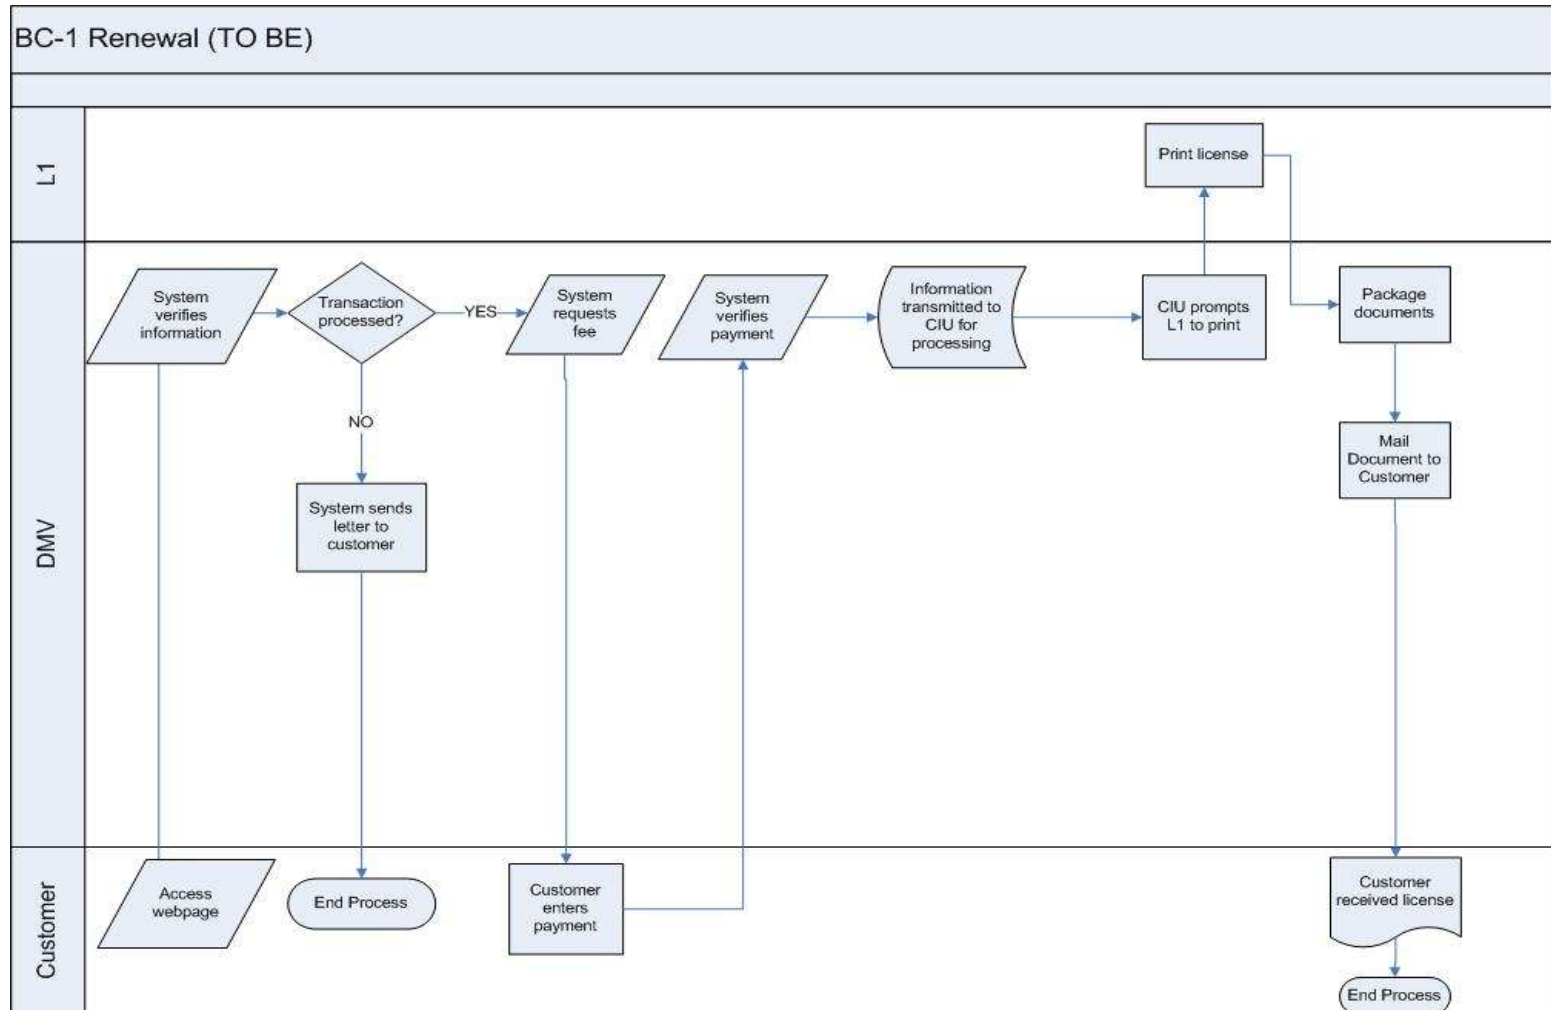 BC-1 Renewal (TO BE)
L1
Print license
DMV
System
verifies
information
Transaction
processed?
YES
System
requests
fee
System
verifies
payment
Information
transmitted to
CIU for
processing
CIU prompts
L1 to print
Package
documents
NO
Mail
Document to
Customer
System sends
letter to
customer
Customer
Access
webpage
End Process
Customer
enters
payment
Customer
received license
End Process